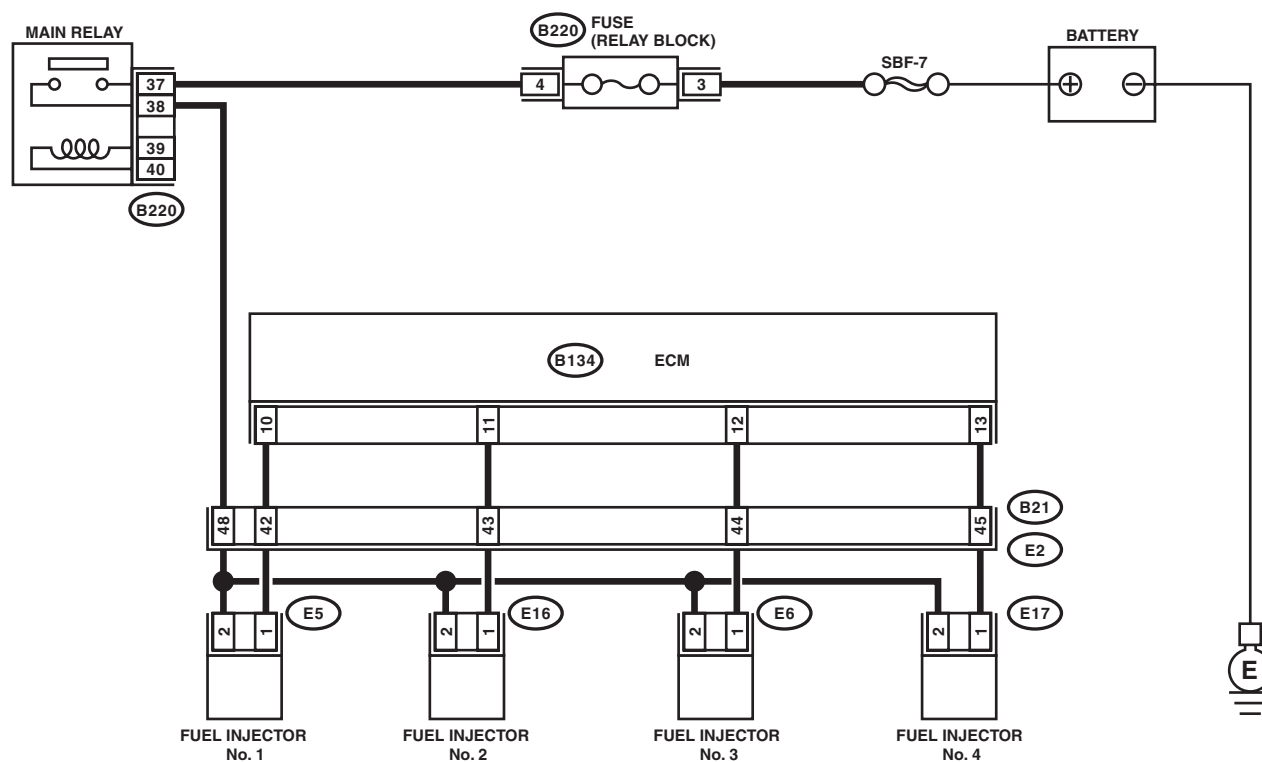 MAIN RELAY
B220
FUSE
(RELAY BLOCK)
SBF-7
BATTERY
37
38
39
40
4
3
+
−
B220
B134
ECM
10
11
12
13
48
42
43
44
45
B21
E2
E5
E16
E6
E17
2
1
2
1
2
1
2
1
E
FUEL INJECTOR
No. 1
FUEL INJECTOR
No. 2
FUEL INJECTOR
No. 3
FUEL INJECTOR
No. 4